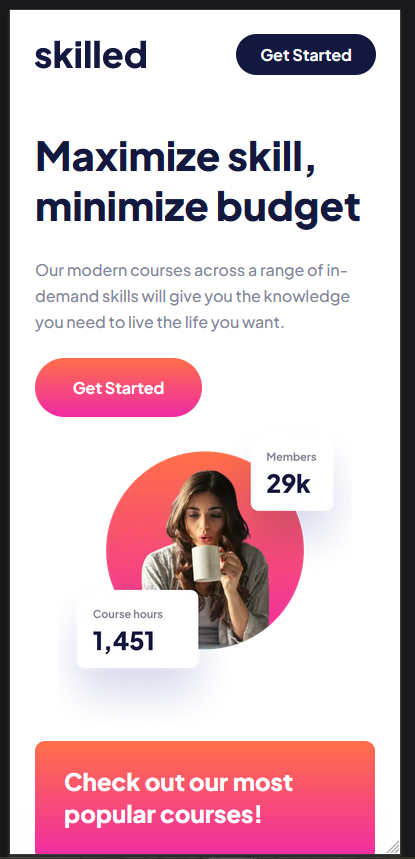 skilled
Get Started
Maximize skill,
minimize budget
Our modern courses across a range of in-
demand skills will give you the knowledge
you need to live the life you want.
Get Started
Members
29k
Course hours
1,451
Check out our most
popular courses!